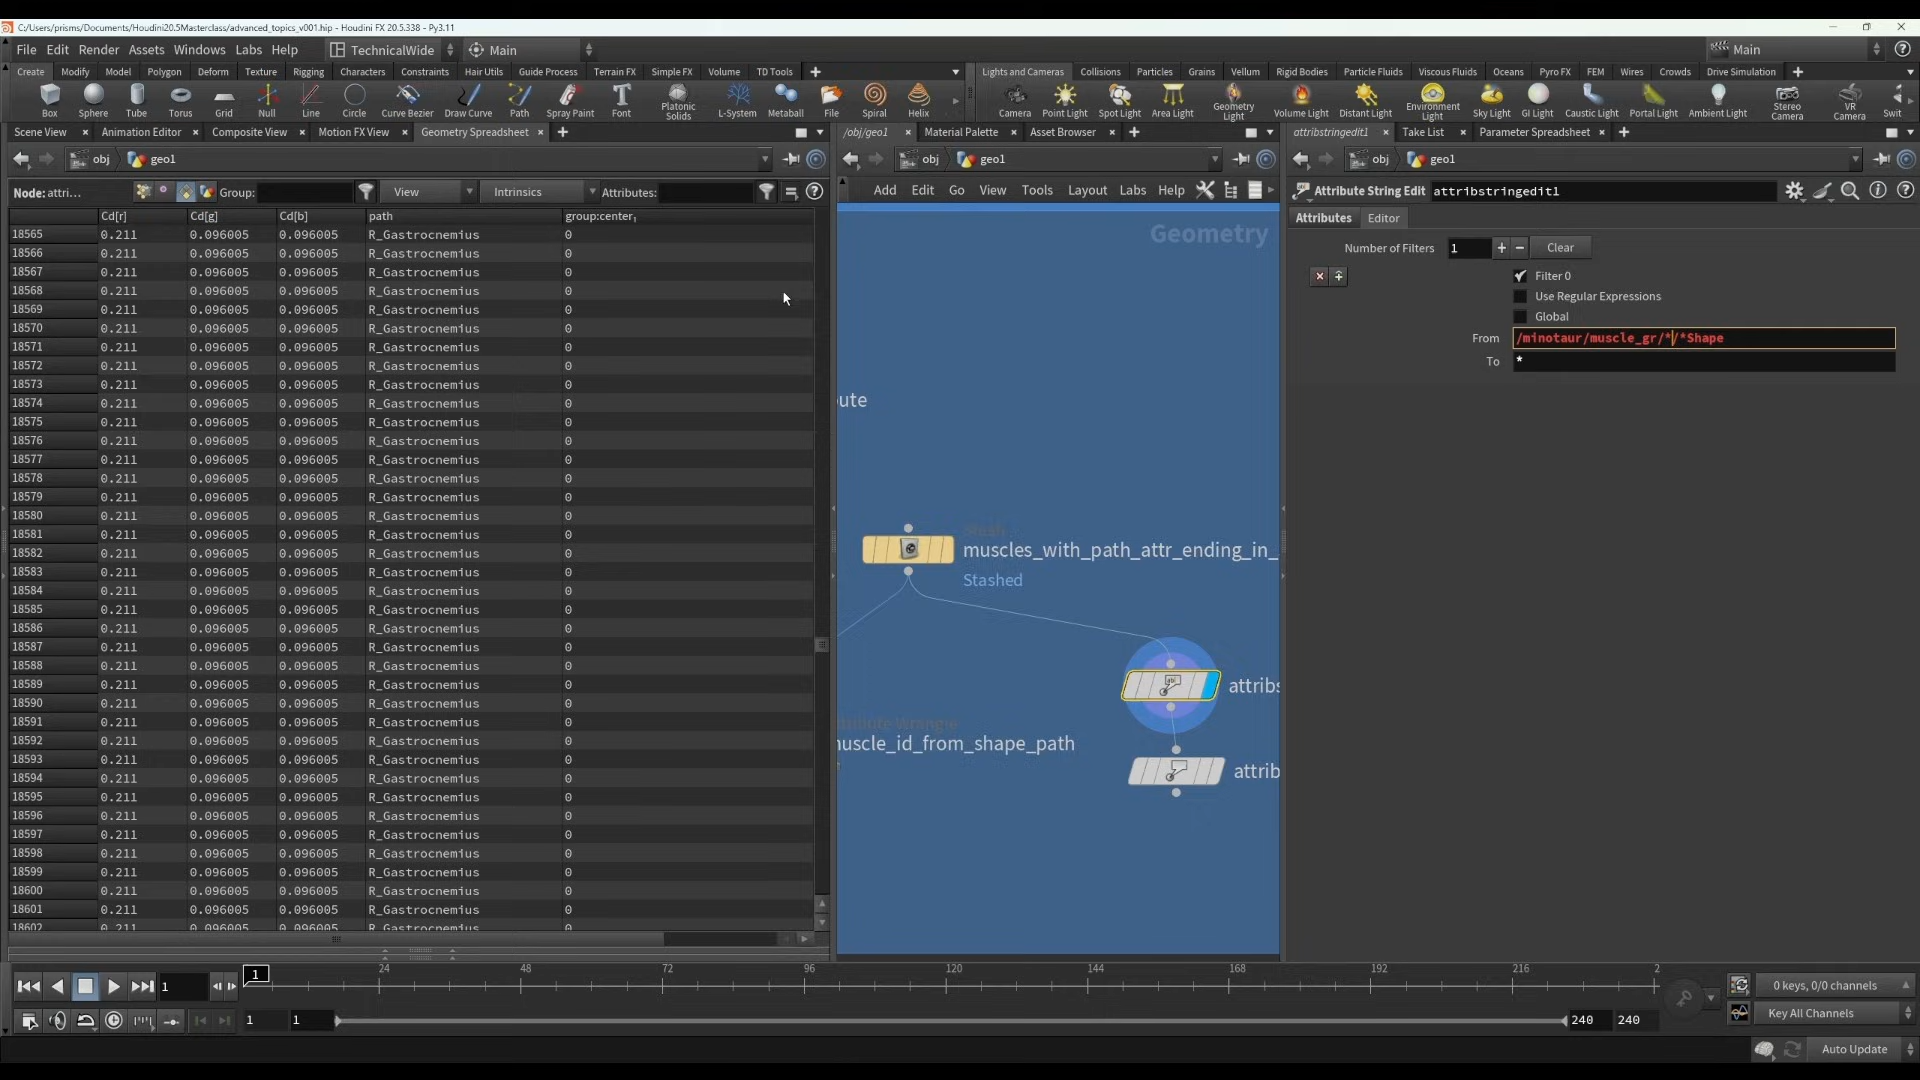 C:/Users/prisms/Documents/Houdini20.5Masterclass/advanced_topics_v001.hip - Houdini FX 20.5.338 - Py3.11
File Edit Render Assets Windows Labs Help TechnicalWide Main Main
Create Modify Model Polygon Deform Texture Rigging Characters Constraints Hair Utils Guide Process Terrain FX Simple FX Volume TD Tools
Lights and Cameras Collisions Particles Grains Vellum Rigid Bodies Particle Fluids Viscous Fluids Oceans Pyro FX FEM Wires Crowds Drive Simulation
Box Sphere Tube Torus Grid Null Line Circle Curve Bezier Draw Curve Path Spray Paint Font Platonic Solids L-System Metaball File Spiral Helix
Camera Point Light Spot Light Area Light Geometry Light Volume Light Distant Light Environment Light Sky Light GI Light Caustic Light Portal Light Ambient Light Stereo Camera VR Camera Swit
Scene View Animation Editor Composite View Motion FX View Geometry Spreadsheet
/obj/geo1 Material Palette Asset Browser
attribstringedit1 Take List Parameter Spreadsheet
obj geo1
obj geo1
obj geo1
Node: attri... Group: View Intrinsics Attributes:
Add Edit Go View Tools Layout Labs Help
Attribute String Edit attribstringedit1
Cd[r] Cd[g] Cd[b] path group:center,
18565 0.211 0.096005 0.096005 R_Gastrocnemius 0
18566 0.211 0.096005 0.096005 R_Gastrocnemius 0
18567 0.211 0.096005 0.096005 R_Gastrocnemius 0
18568 0.211 0.096005 0.096005 R_Gastrocnemius 0
18569 0.211 0.096005 0.096005 R_Gastrocnemius 0
18570 0.211 0.096005 0.096005 R_Gastrocnemius 0
18571 0.211 0.096005 0.096005 R_Gastrocnemius 0
18572 0.211 0.096005 0.096005 R_Gastrocnemius 0
18573 0.211 0.096005 0.096005 R_Gastrocnemius 0
18574 0.211 0.096005 0.096005 R_Gastrocnemius 0
18575 0.211 0.096005 0.096005 R_Gastrocnemius 0
18576 0.211 0.096005 0.096005 R_Gastrocnemius 0
18577 0.211 0.096005 0.096005 R_Gastrocnemius 0
18578 0.211 0.096005 0.096005 R_Gastrocnemius 0
18579 0.211 0.096005 0.096005 R_Gastrocnemius 0
18580 0.211 0.096005 0.096005 R_Gastrocnemius 0
18581 0.211 0.096005 0.096005 R_Gastrocnemius 0
18582 0.211 0.096005 0.096005 R_Gastrocnemius 0
18583 0.211 0.096005 0.096005 R_Gastrocnemius 0
18584 0.211 0.096005 0.096005 R_Gastrocnemius 0
18585 0.211 0.096005 0.096005 R_Gastrocnemius 0
18586 0.211 0.096005 0.096005 R_Gastrocnemius 0
18587 0.211 0.096005 0.096005 R_Gastrocnemius 0
18588 0.211 0.096005 0.096005 R_Gastrocnemius 0
18589 0.211 0.096005 0.096005 R_Gastrocnemius 0
18590 0.211 0.096005 0.096005 R_Gastrocnemius 0
18591 0.211 0.096005 0.096005 R_Gastrocnemius 0
18592 0.211 0.096005 0.096005 R_Gastrocnemius 0
18593 0.211 0.096005 0.096005 R_Gastrocnemius 0
18594 0.211 0.096005 0.096005 R_Gastrocnemius 0
18595 0.211 0.096005 0.096005 R_Gastrocnemius 0
18596 0.211 0.096005 0.096005 R_Gastrocnemius 0
18597 0.211 0.096005 0.096005 R_Gastrocnemius 0
18598 0.211 0.096005 0.096005 R_Gastrocnemius 0
18599 0.211 0.096005 0.096005 R_Gastrocnemius 0
18600 0.211 0.096005 0.096005 R_Gastrocnemius 0
18601 0.211 0.096005 0.096005 R_Gastrocnemius 0
18602 0.211 0.096005 0.096005 R_Gastrocnemius 0
Geometry
ute
muscles_with_path_attr_ending_in_
Stashed
attribs
Attribute Wrangle
muscle_id_from_shape_path
attrib
Attributes Editor
Number of Filters 1 + − Clear
Filter 0
Use Regular Expressions
Global
From /minotaur/muscle_gr/*/*Shape
To *
1 24 48 72 96 120 144 168 192 216 2
1
0 keys, 0/0 channels
1 1 240 240
Key All Channels
Auto Update